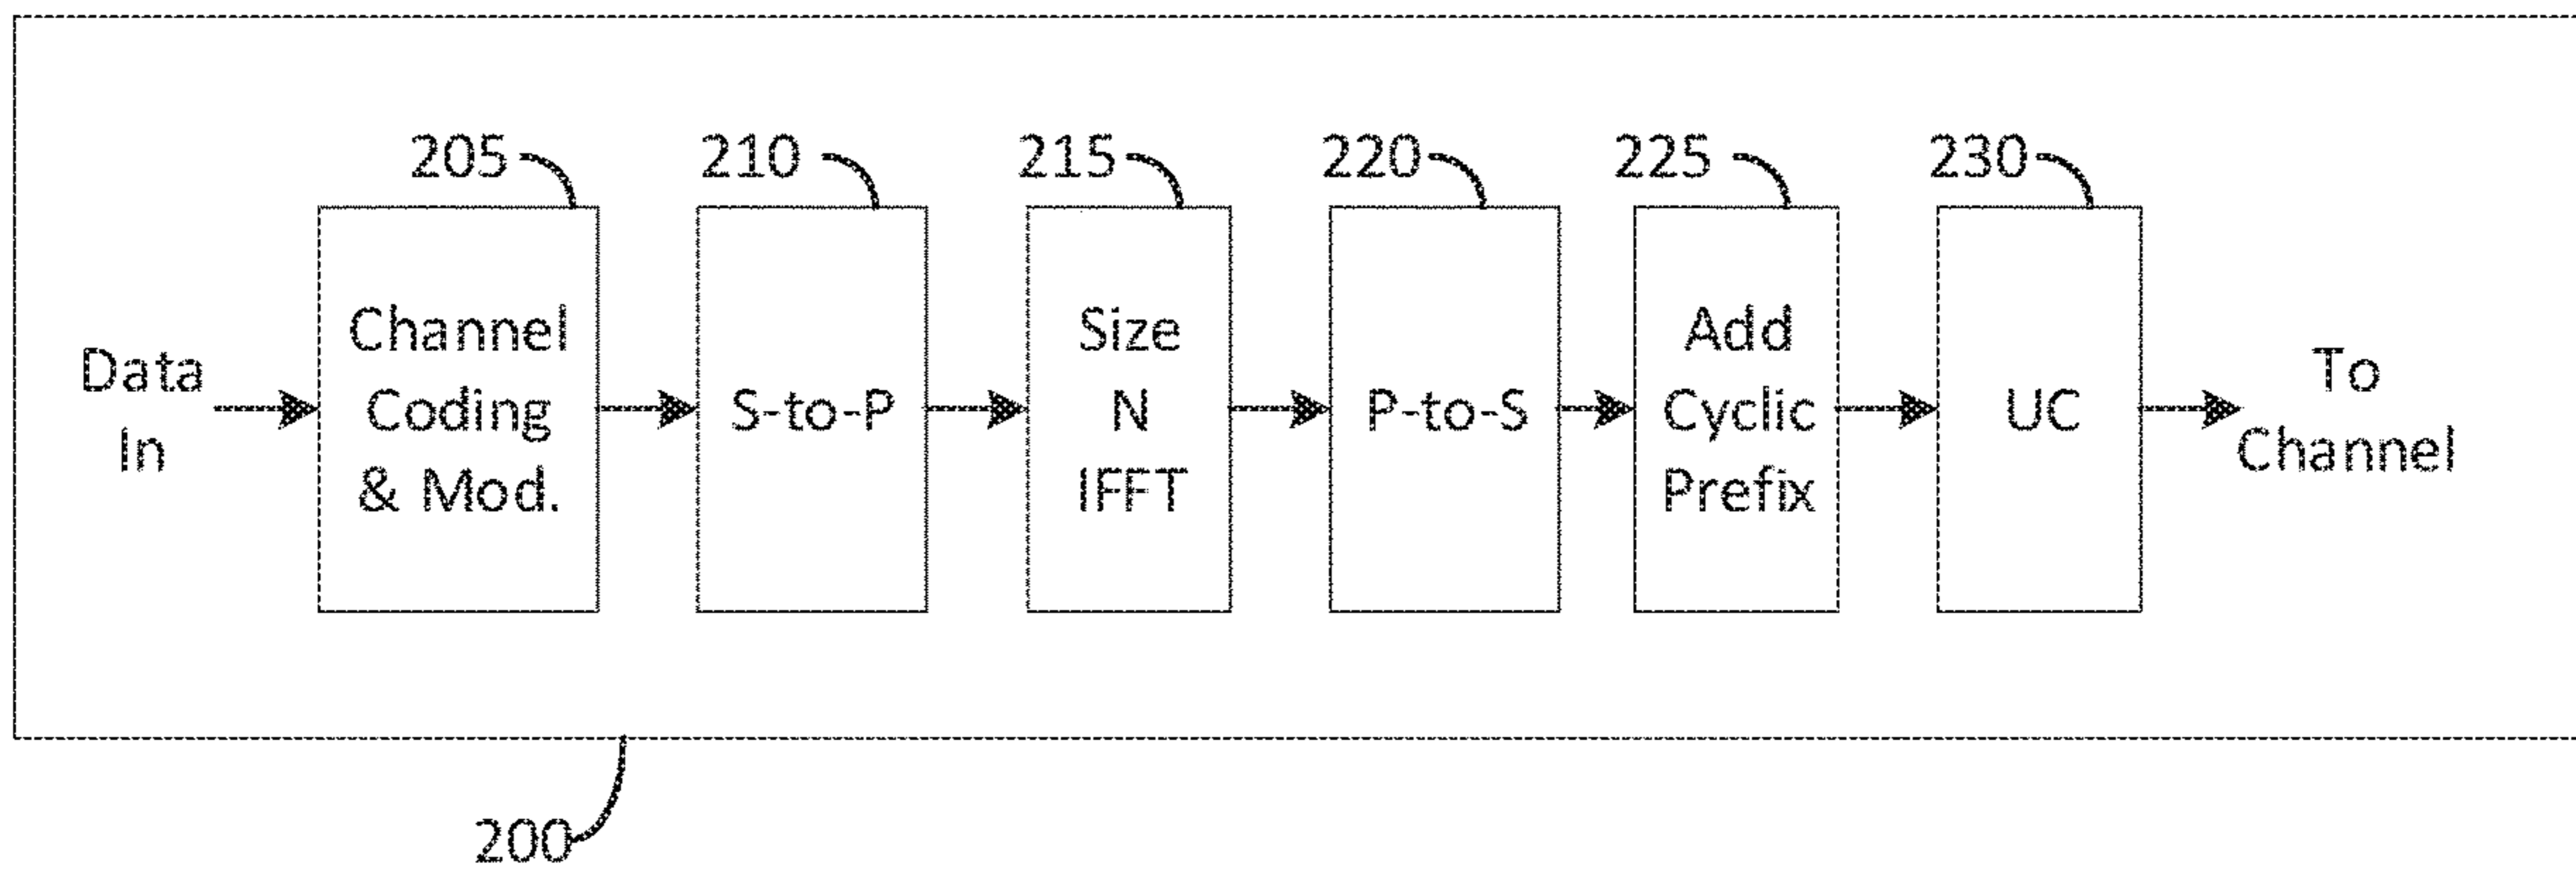 205
210
215
220
225
230
Data
In
Channel
Coding
& Mod.
S-to-P
Size
N
IFFT
P-to-S
Add
Cyclic
Prefix
UC
To
Channel
200